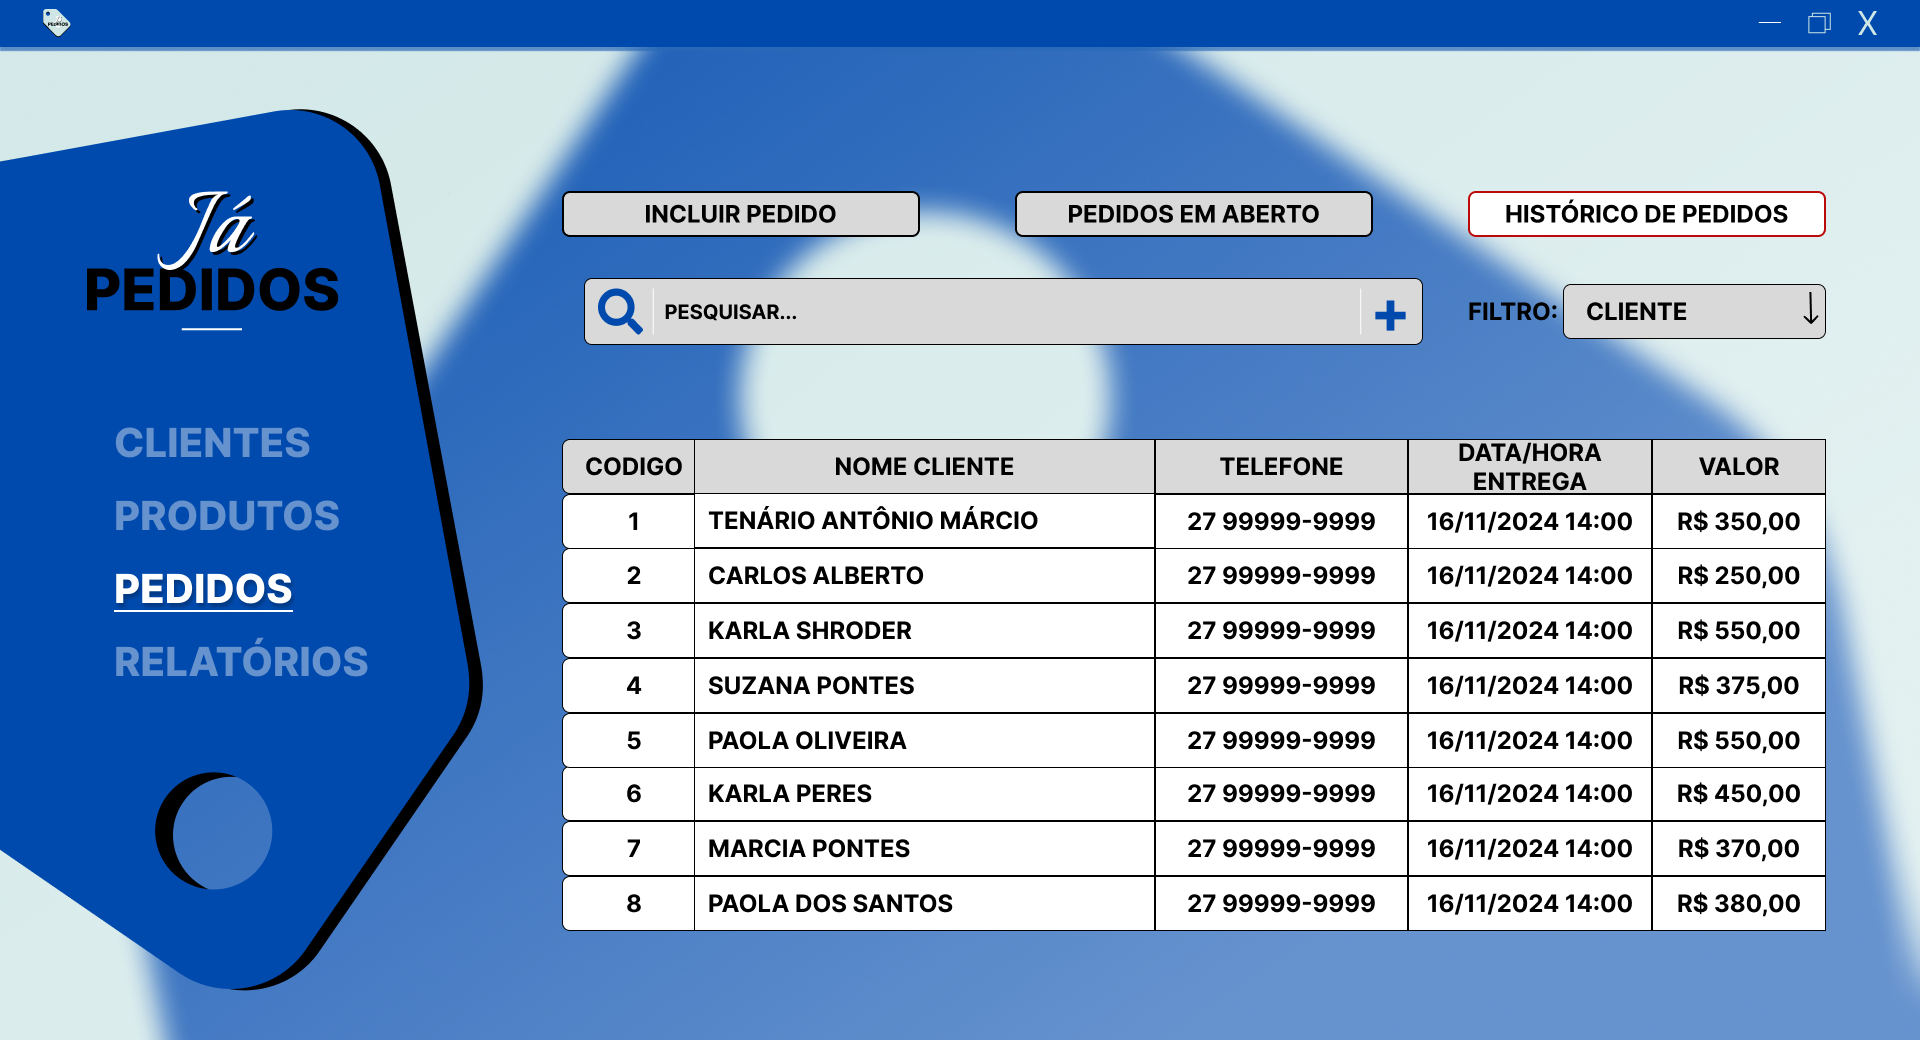 PEDIDOS
X
Já
PEDIDOS
CLIENTES
PRODUTOS
PEDIDOS
RELATÓRIOS
INCLUIR PEDIDO
PEDIDOS EM ABERTO
HISTÓRICO DE PEDIDOS
PESQUISAR...
FILTRO: CLIENTE
CODIGO NOME CLIENTE TELEFONE DATA/HORA ENTREGA VALOR
1 TENÁRIO ANTÔNIO MÁRCIO 27 99999-9999 16/11/2024 14:00 R$ 350,00
2 CARLOS ALBERTO 27 99999-9999 16/11/2024 14:00 R$ 250,00
3 KARLA SHRODER 27 99999-9999 16/11/2024 14:00 R$ 550,00
4 SUZANA PONTES 27 99999-9999 16/11/2024 14:00 R$ 375,00
5 PAOLA OLIVEIRA 27 99999-9999 16/11/2024 14:00 R$ 550,00
6 KARLA PERES 27 99999-9999 16/11/2024 14:00 R$ 450,00
7 MARCIA PONTES 27 99999-9999 16/11/2024 14:00 R$ 370,00
8 PAOLA DOS SANTOS 27 99999-9999 16/11/2024 14:00 R$ 380,00